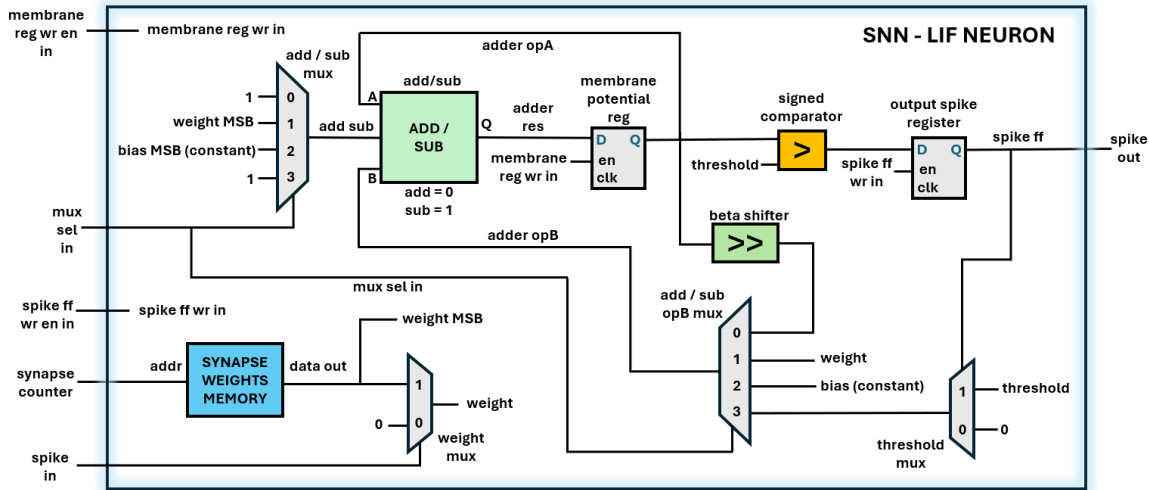 membrane
reg wr en
in
membrane reg wr in
SNN - LIF NEURON
adder opA
add / sub
mux
1
0
weight MSB
1
bias MSB (constant)
2
1
3
add sub
add/sub
A
ADD /
SUB
Q
B
add = 0
sub = 1
adder
res
membrane
potential
reg
D Q
en
clk
membrane
reg wr in
signed
comparator
>
threshold
output spike
register
D Q
en
clk
spike ff
wr in
spike ff
spike
out
mux
sel
in
beta shifter
>>
adder opB
mux sel in
add / sub
opB mux
0
1
weight
2
bias (constant)
3
spike ff
wr en in
spike ff wr in
weight MSB
synapse
counter
addr
SYNAPSE
WEIGHTS
MEMORY
data out
1
0
0
weight
weight
mux
1
threshold
0
0
threshold
mux
spike
in